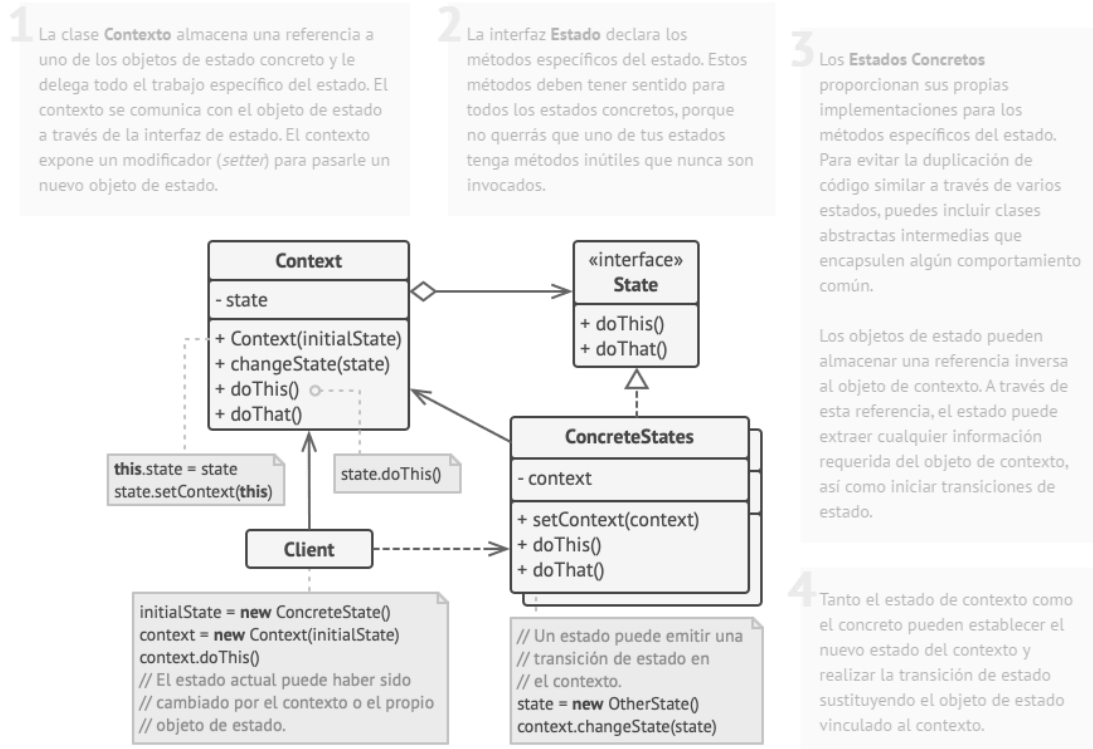 1
La clase Contexto almacena una referencia a
uno de los objetos de estado concreto y le
delega todo el trabajo específico del estado. El
contexto se comunica con el objeto de estado
a través de la interfaz de estado. El contexto
expone un modificador (setter) para pasarle un
nuevo objeto de estado.
2
La interfaz Estado declara los
métodos específicos del estado. Estos
métodos deben tener sentido para
todos los estados concretos, porque
no querrás que uno de tus estados
tenga métodos inútiles que nunca son
invocados.
3
Los Estados Concretos
proporcionan sus propias
implementaciones para los
métodos específicos del estado.
Para evitar la duplicación de
código similar a través de varios
estados, puedes incluir clases
abstractas intermedias que
encapsulen algún comportamiento
común.
Los objetos de estado pueden
almacenar una referencia inversa
al objeto de contexto. A través de
esta referencia, el estado puede
extraer cualquier información
requerida del objeto de contexto,
así como iniciar transiciones de
estado.
Context
- state
+ Context(initialState)
+ changeState(state)
+ doThis()
+ doThat()
«interface»
State
+ doThis()
+ doThat()
this.state = state
state.setContext(this)
state.doThis()
ConcreteStates
- context
+ setContext(context)
+ doThis()
+ doThat()
Client
initialState = new ConcreteState()
context = new Context(initialState)
context.doThis()
// El estado actual puede haber sido
// cambiado por el contexto o el propio
// objeto de estado.
// Un estado puede emitir una
// transición de estado en
// el contexto.
state = new OtherState()
context.changeState(state)
4
Tanto el estado de contexto como
el concreto pueden establecer el
nuevo estado del contexto y
realizar la transición de estado
sustituyendo el objeto de estado
vinculado al contexto.